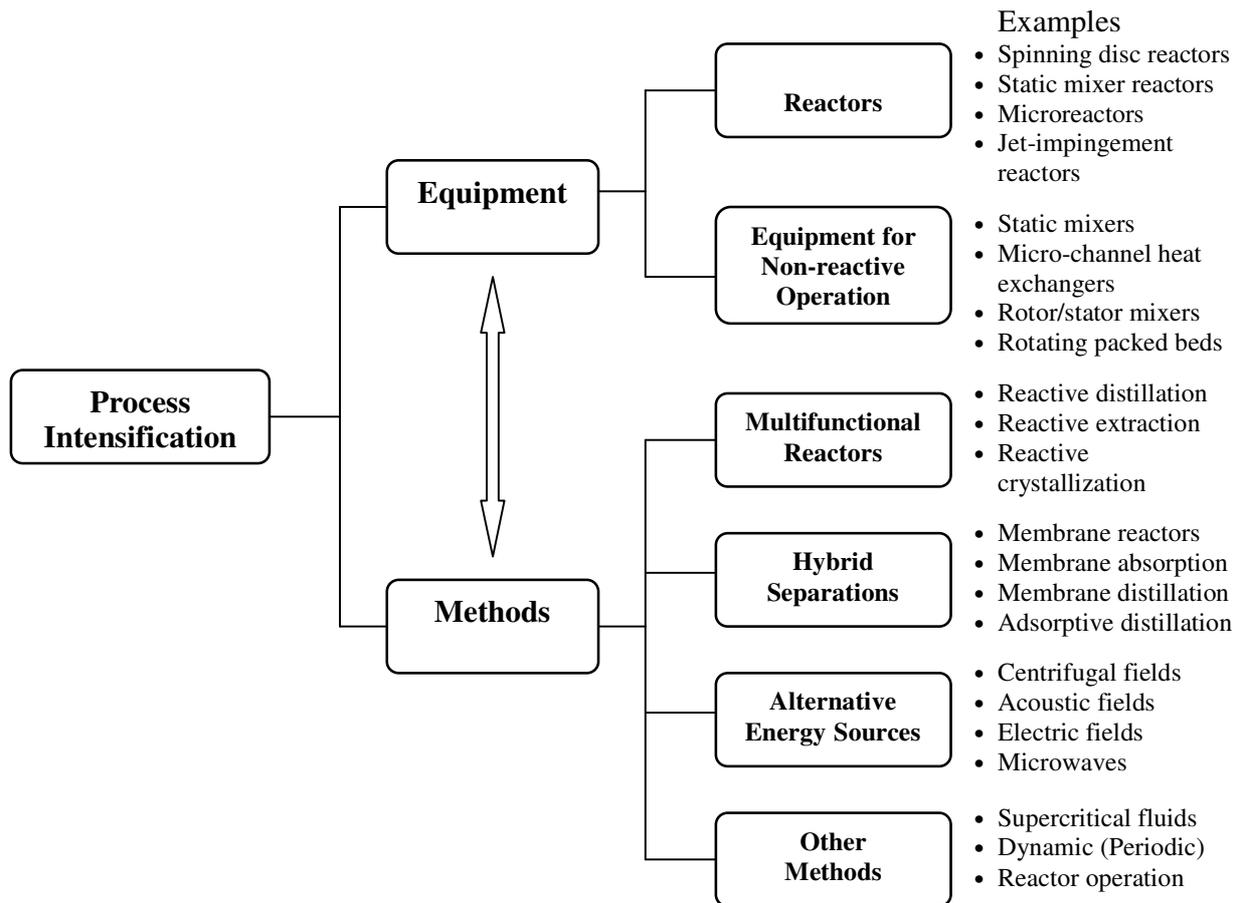 Examples
Process
Intensification
Equipment
Reactors
• Spinning disc reactors
• Static mixer reactors
• Microreactors
• Jet-impingement
reactors
Equipment for
Non-reactive
Operation
• Static mixers
• Micro-channel heat
exchangers
• Rotor/stator mixers
• Rotating packed beds
Methods
Multifunctional
Reactors
• Reactive distillation
• Reactive extraction
• Reactive
crystallization
Hybrid
Separations
• Membrane reactors
• Membrane absorption
• Membrane distillation
• Adsorptive distillation
Alternative
Energy Sources
• Centrifugal fields
• Acoustic fields
• Electric fields
• Microwaves
Other
Methods
• Supercritical fluids
• Dynamic (Periodic)
• Reactor operation